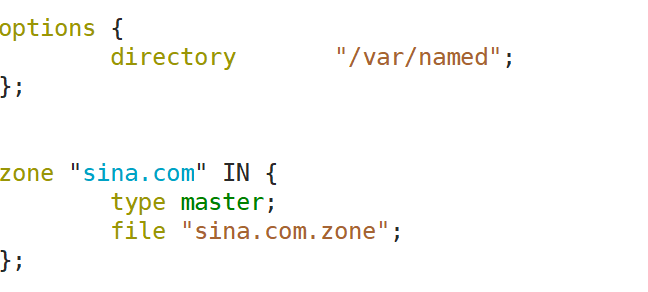 options {
        directory       "/var/named";
};
zone "sina.com" IN {
        type master;
        file "sina.com.zone";
};